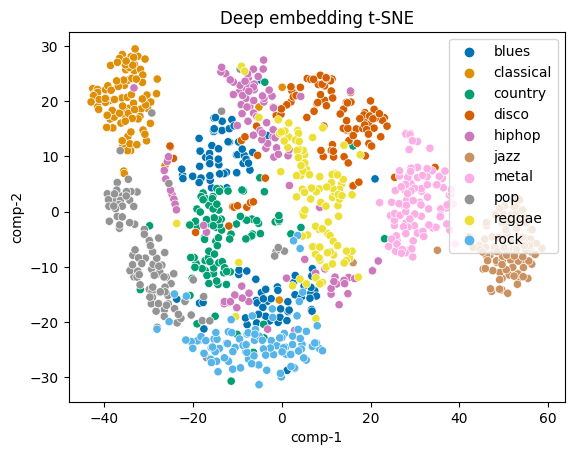 Deep embedding t-SNE
blues
classical
country
disco
hiphop
jazz
metal
pop
reggae
rock
30
20
10
0
−10
−20
−30
comp-2
−40
−20
0
20
40
60
comp-1